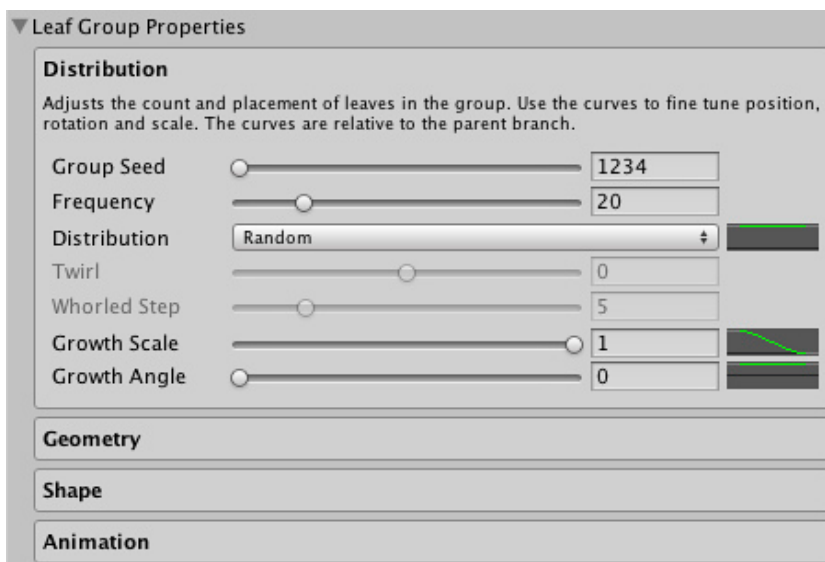 Leaf Group Properties
Distribution
Adjusts the count and placement of leaves in the group. Use the curves to fine tune position,
rotation and scale. The curves are relative to the parent branch.
Group Seed 1234
Frequency 20
Distribution Random
Twirl 0
Whorled Step 5
Growth Scale 1
Growth Angle 0
Geometry
Shape
Animation